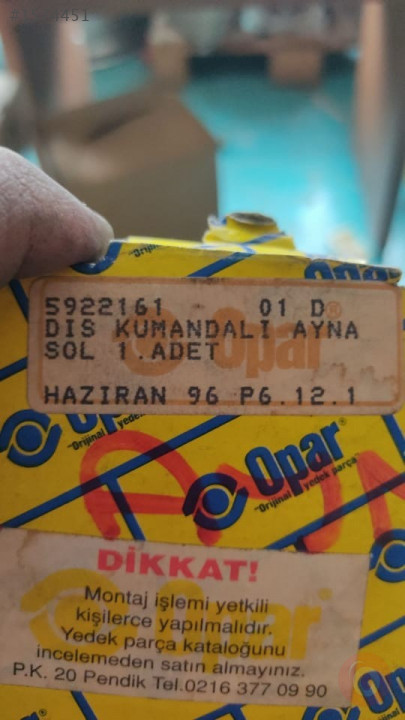 5922161 - 01 D
DIS KUMANDALI AYNA
SOL 1.ADET
HAZIRAN 96 P6.12.1
Opar
Opar®
"Orijinal yedek parça"
DİKKAT!
Montaj işlemi yetkili
kişilerce yapılmalıdır.
Yedek parça kataloğunu
incelemeden satın almayınız.
P.K. 20 Pendik Tel.0216 377 09 90